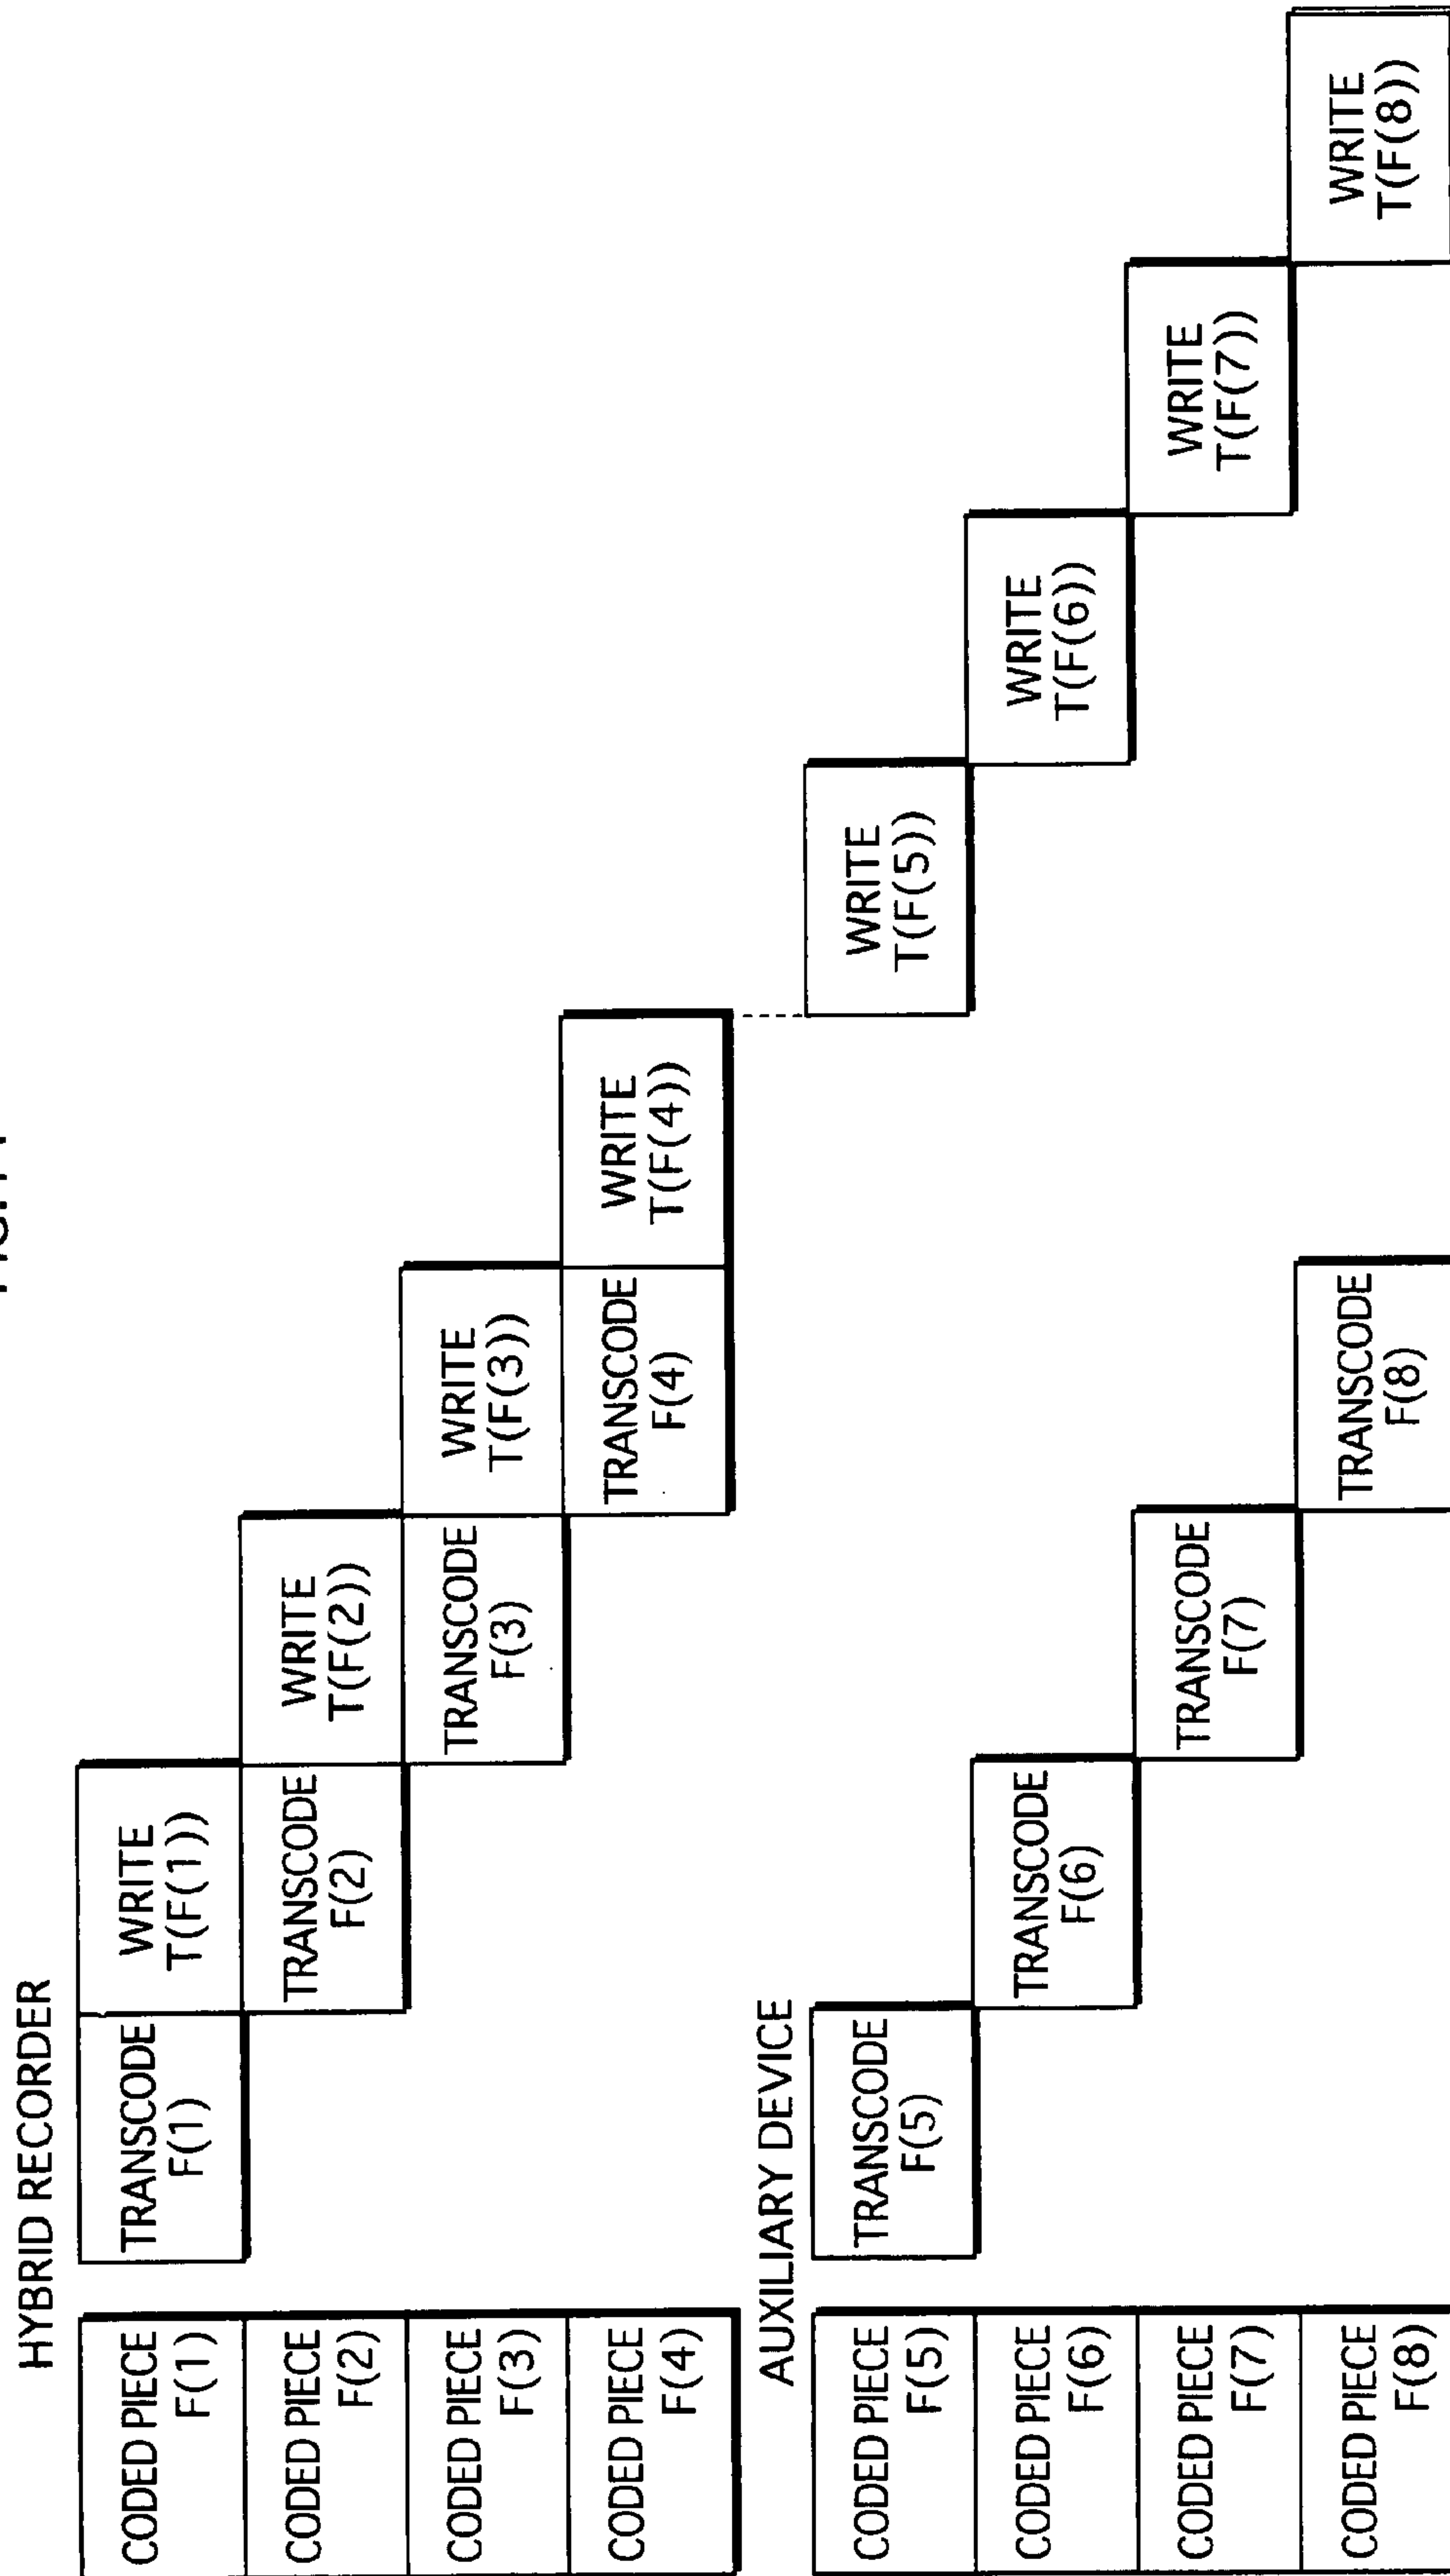 HYBRID RECORDER
CODED PIECE
F(1)
TRANSCODE
F(1)
WRITE
T(F(1))
CODED PIECE
F(2)
TRANSCODE
F(2)
WRITE
T(F(2))
CODED PIECE
F(3)
TRANSCODE
F(3)
WRITE
T(F(3))
CODED PIECE
F(4)
TRANSCODE
F(4)
WRITE
T(F(4))
AUXILIARY DEVICE
CODED PIECE
F(5)
TRANSCODE
F(5)
WRITE
T(F(5))
CODED PIECE
F(6)
TRANSCODE
F(6)
WRITE
T(F(6))
CODED PIECE
F(7)
TRANSCODE
F(7)
WRITE
T(F(7))
CODED PIECE
F(8)
TRANSCODE
F(8)
WRITE
T(F(8))